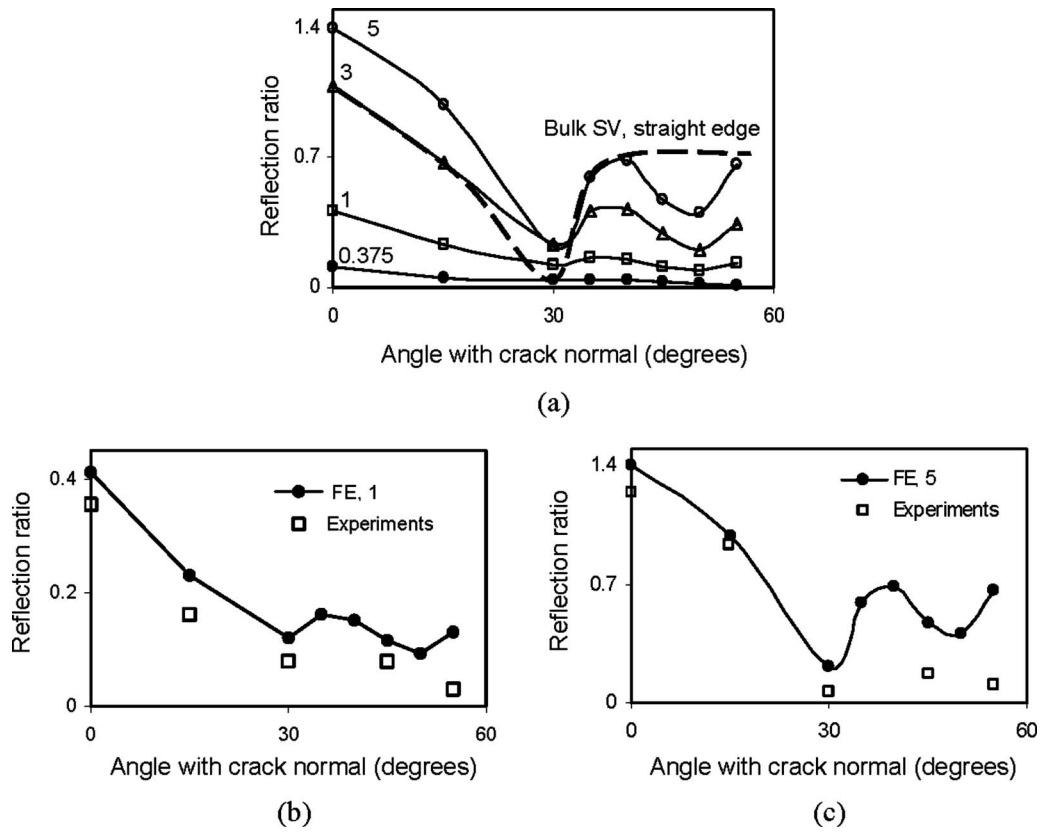 1.4
5
3
Bulk SV, straight edge
0.7
Reflection ratio
1
0.375
0
0
30
60
Angle with crack normal (degrees)
(a)
0.4
FE, 1
Experiments
Reflection ratio
0.2
0
0
30
60
Angle with crack normal (degrees)
(b)
1.4
FE, 5
Experiments
Reflection ratio
0.7
0
0
30
60
Angle with crack normal (degrees)
(c)